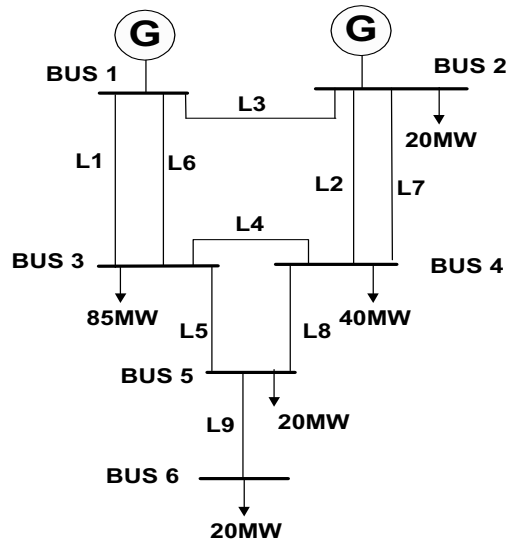 G
G
BUS 1
BUS 2
L3
20MW
L1
L6
L2
L7
L4
BUS 3
BUS 4
85MW
40MW
L5
L8
BUS 5
20MW
L9
BUS 6
20MW